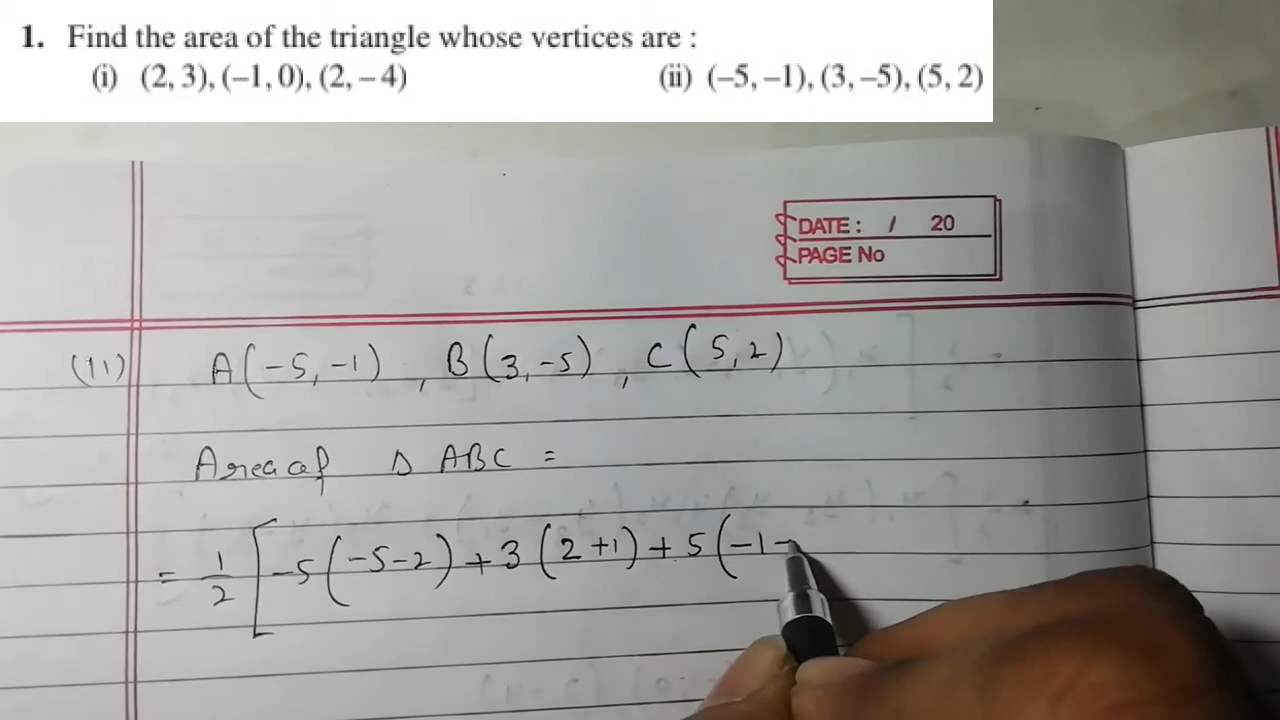 1. Find the area of the triangle whose vertices are :
(i) (2, 3), (–1, 0), (2, – 4) (ii) (–5, –1), (3, –5), (5, 2)
DATE : / 20
PAGE No
(11) A(-5,-1) , B(3,-5) , C(5,2)
Area of Δ ABC =
= 1/2 [-5(-5-2)+3(2+1)+5(-1-